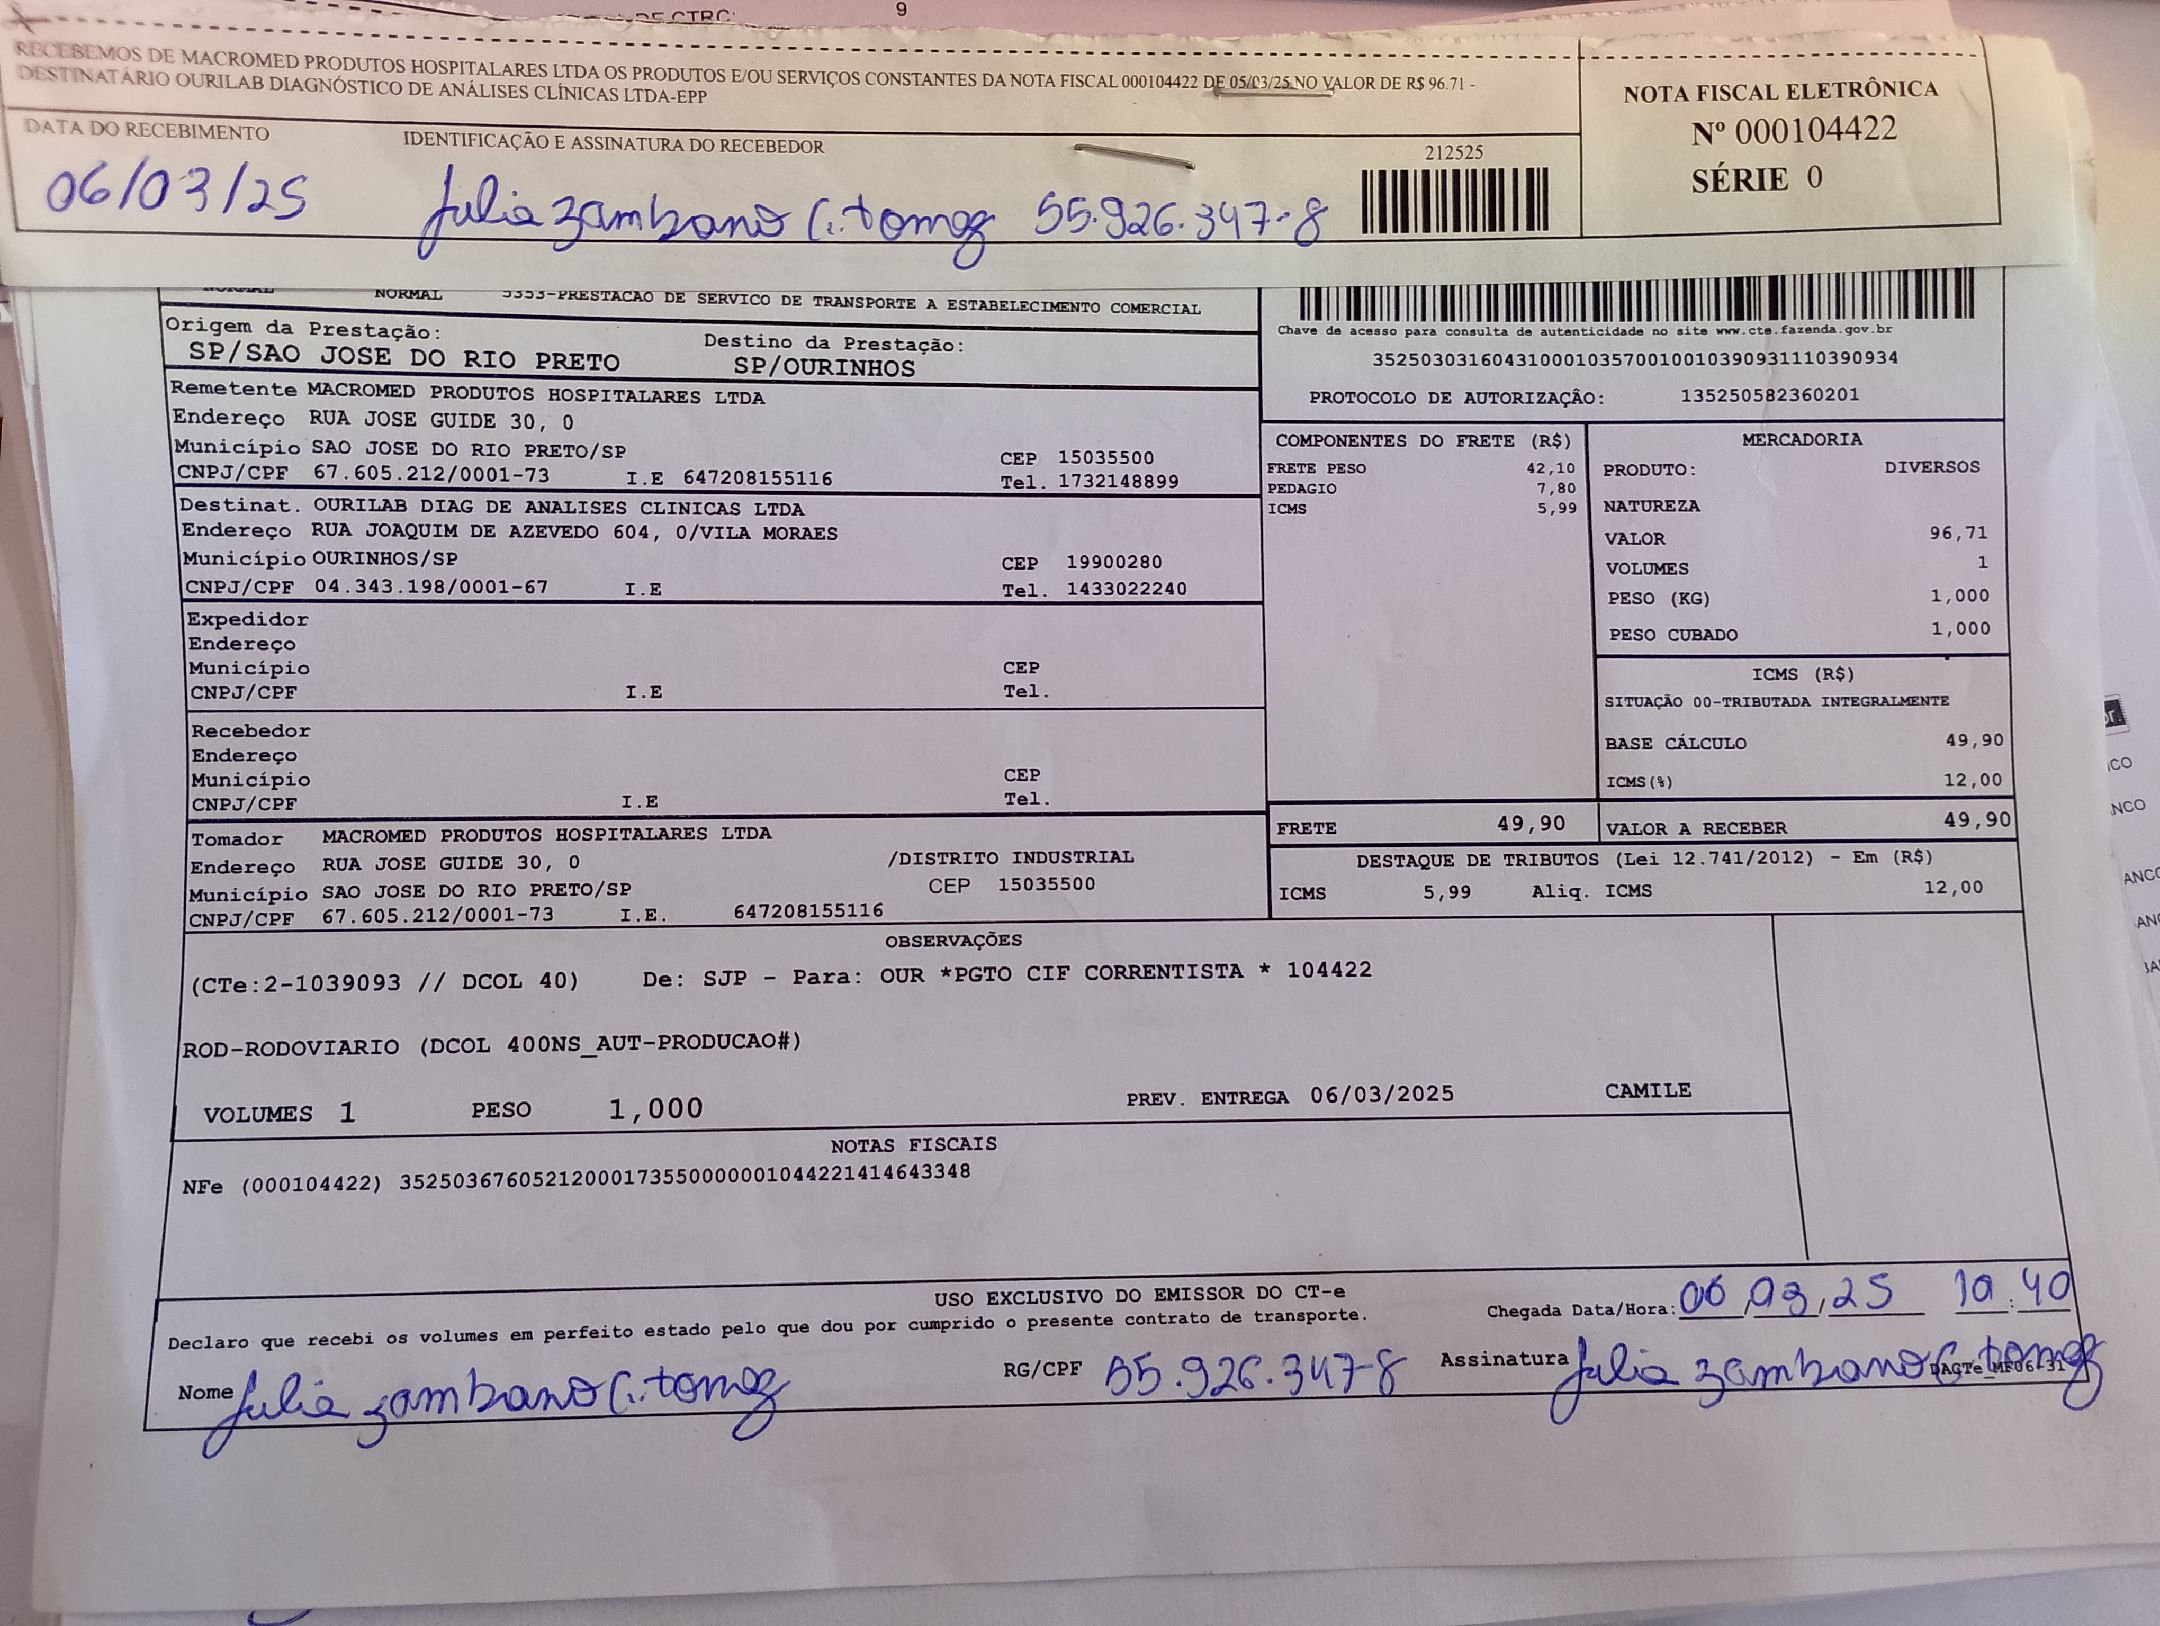 9
RECEBEMOS DE MACROMED PRODUTOS HOSPITALARES LTDA OS PRODUTOS E/OU SERVIÇOS CONSTANTES DA NOTA FISCAL 000104422 DE 05/03/25 NO VALOR DE R$ 96.71 -
DESTINATÁRIO OURILAB DIAGNÓSTICO DE ANÁLISES CLÍNICAS LTDA-EPP
NOTA FISCAL ELETRÔNICA
Nº 000104422
SÉRIE 0
DATA DO RECEBIMENTO
06/03/25
IDENTIFICAÇÃO E ASSINATURA DO RECEBEDOR
Julia Zambano C. Tomaz 55.926.347-8
212525
NORMAL NORMAL 5353-PRESTACAO DE SERVICO DE TRANSPORTE A ESTABELECIMENTO COMERCIAL
Origem da Prestação:
SP/SAO JOSE DO RIO PRETO
Destino da Prestação:
SP/OURINHOS
Chave de acesso para consulta de autenticidade no site www.cte.fazenda.gov.br
35250303160431000103570010010390931110390934
PROTOCOLO DE AUTORIZAÇÂO: 135250582360201
Remetente MACROMED PRODUTOS HOSPITALARES LTDA
Endereço RUA JOSE GUIDE 30, 0
Município SAO JOSE DO RIO PRETO/SP CEP 15035500
CNPJ/CPF 67.605.212/0001-73 I.E 647208155116 Tel. 1732148899
Destinat. OURILAB DIAG DE ANALISES CLINICAS LTDA
Endereço RUA JOAQUIM DE AZEVEDO 604, 0/VILA MORAES
Município OURINHOS/SP CEP 19900280
CNPJ/CPF 04.343.198/0001-67 I.E Tel. 1433022240
Expedidor
Endereço
Município CEP
CNPJ/CPF I.E Tel.
Recebedor
Endereço
Município CEP
CNPJ/CPF I.E Tel.
Tomador MACROMED PRODUTOS HOSPITALARES LTDA
Endereço RUA JOSE GUIDE 30, 0 /DISTRITO INDUSTRIAL
Município SAO JOSE DO RIO PRETO/SP CEP 15035500
CNPJ/CPF 67.605.212/0001-73 I.E. 647208155116
COMPONENTES DO FRETE (R$)
FRETE PESO 42,10
PEDAGIO 7,80
ICMS 5,99
MERCADORIA
PRODUTO: DIVERSOS
NATUREZA
VALOR 96,71
VOLUMES 1
PESO (KG) 1,000
PESO CUBADO 1,000
ICMS (R$)
SITUAÇÃO 00-TRIBUTADA INTEGRALMENTE
BASE CÁLCULO 49,90
ICMS(%) 12,00
FRETE 49,90 VALOR A RECEBER 49,90
DESTAQUE DE TRIBUTOS (Lei 12.741/2012) - Em (R$)
ICMS 5,99 Aliq. ICMS 12,00
OBSERVAÇÕES
(CTe:2-1039093 // DCOL 40) De: SJP - Para: OUR *PGTO CIF CORRENTISTA * 104422
ROD-RODOVIARIO (DCOL 400NS_AUT-PRODUCAO#)
VOLUMES 1 PESO 1,000 PREV. ENTREGA 06/03/2025 CAMILE
NOTAS FISCAIS
NFe (000104422) 35250367605212000173550000001044221414643348
USO EXCLUSIVO DO EMISSOR DO CT-e
Declaro que recebi os volumes em perfeito estado pelo que dou por cumprido o presente contrato de transporte.
Chegada Data/Hora: 06,03,25 10:40
Nome Julia Zambano C. Tomaz RG/CPF 55.926.347-8 Assinatura Julia Zambano C. Tomaz
DACTe_MF06-31